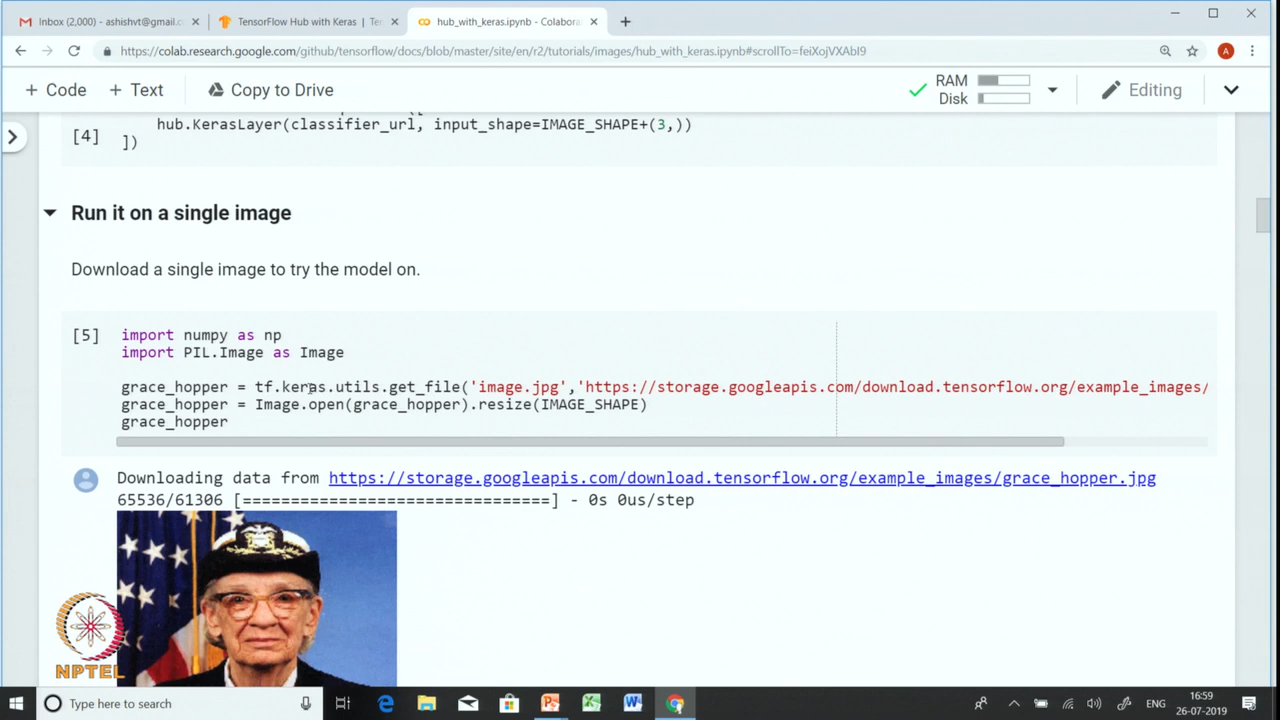 Inbox (2,000) - ashishvt@gmail.c
TensorFlow Hub with Keras | Te
hub_with_keras.ipynb - Colabora
https://colab.research.google.com/github/tensorflow/docs/blob/master/site/en/r2/tutorials/images/hub_with_keras.ipynb#scrollTo=feiXojVXAbI9
A
+ Code + Text Copy to Drive
RAM
Disk
Editing
[4] hub.KerasLayer(classifier_url, input_shape=IMAGE_SHAPE+(3,))
])
Run it on a single image
Download a single image to try the model on.
[5] import numpy as np
import PIL.Image as Image
grace_hopper = tf.keras.utils.get_file('image.jpg','https://storage.googleapis.com/download.tensorflow.org/example_images/
grace_hopper = Image.open(grace_hopper).resize(IMAGE_SHAPE)
grace_hopper
Downloading data from https://storage.googleapis.com/download.tensorflow.org/example_images/grace_hopper.jpg
65536/61306 [==============================] - 0s 0us/step
NPTEL
Type here to search
ENG
16:59
26-07-2019